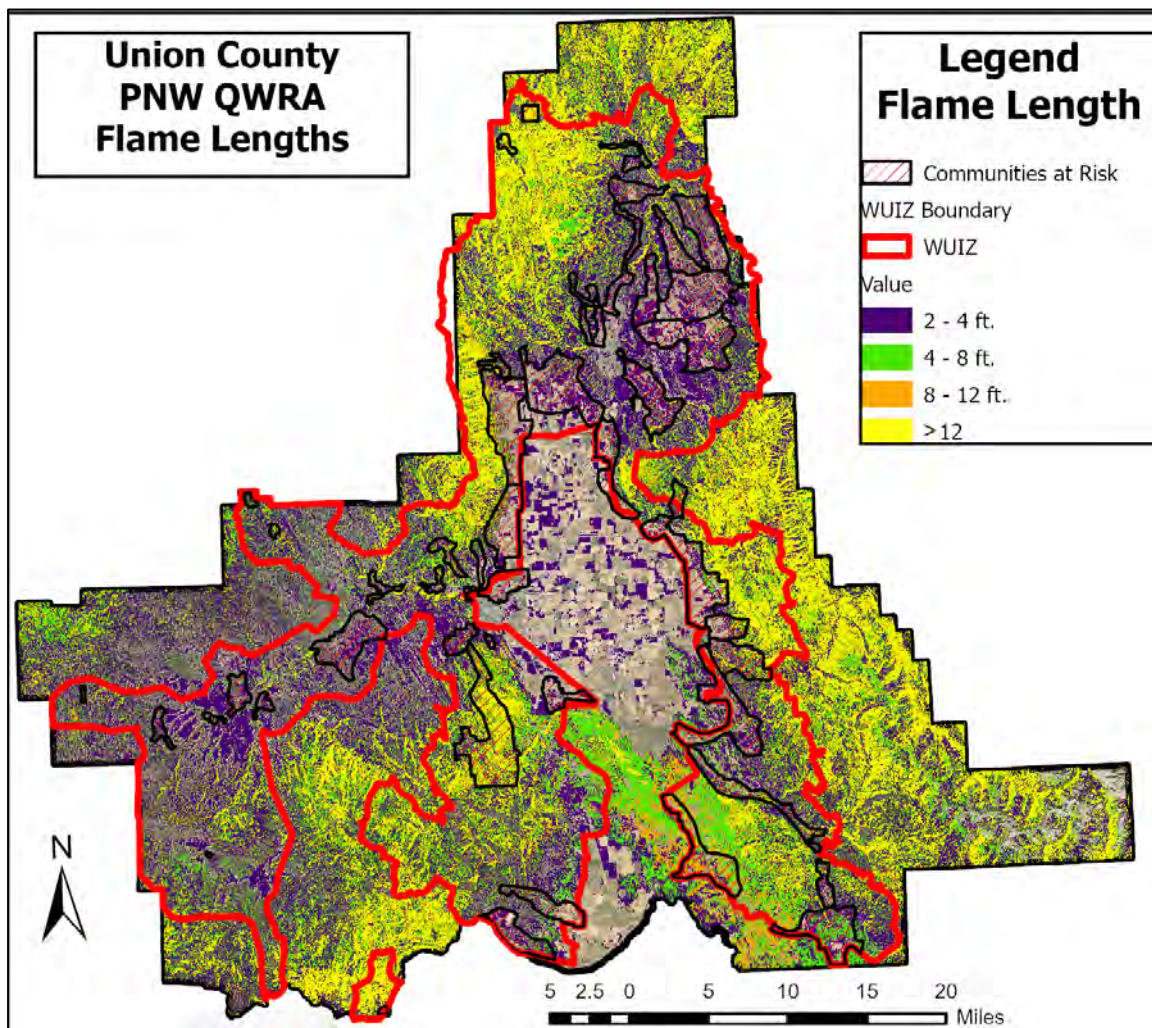 Union County
PNW QWRA
Flame Lengths
Legend
Flame Length
Communities at Risk
WUIZ Boundary
WUIZ
Value
2 - 4 ft.
4 - 8 ft.
8 - 12 ft.
>12
N
5 2.5 0 5 10 15 20
Miles